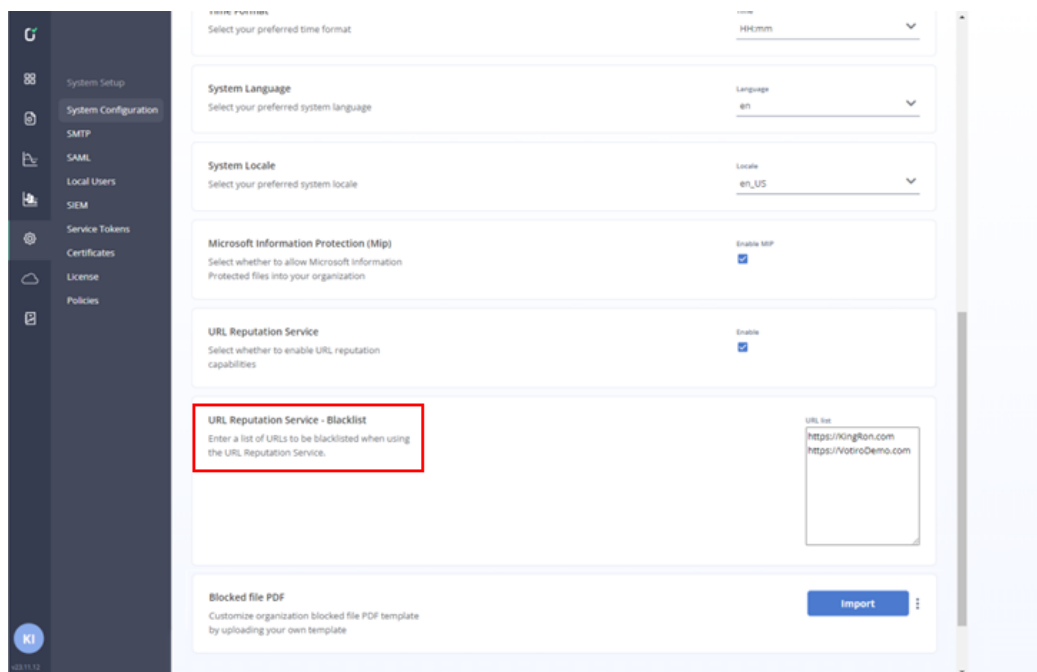 Time Format
Time
Select your preferred time format
HH:mm
System Setup
System Configuration
SMTP
SAML
Local Users
SIEM
Service Tokens
Certificates
License
Policies
System Language
Language
Select your preferred system language
en
System Locale
Locale
Select your preferred system locale
en_US
Microsoft Information Protection (Mip)
Enable MIP
Select whether to allow Microsoft Information
Protected files into your organization
URL Reputation Service
Enable
Select whether to enable URL reputation
capabilities
URL Reputation Service - Blacklist
URL list
Enter a list of URLs to be blacklisted when using
the URL Reputation Service.
https://KingRon.com
https://VotiroDemo.com
Blocked file PDF
Import
Customize organization blocked file PDF template
by uploading your own template
KI
v23.11.12